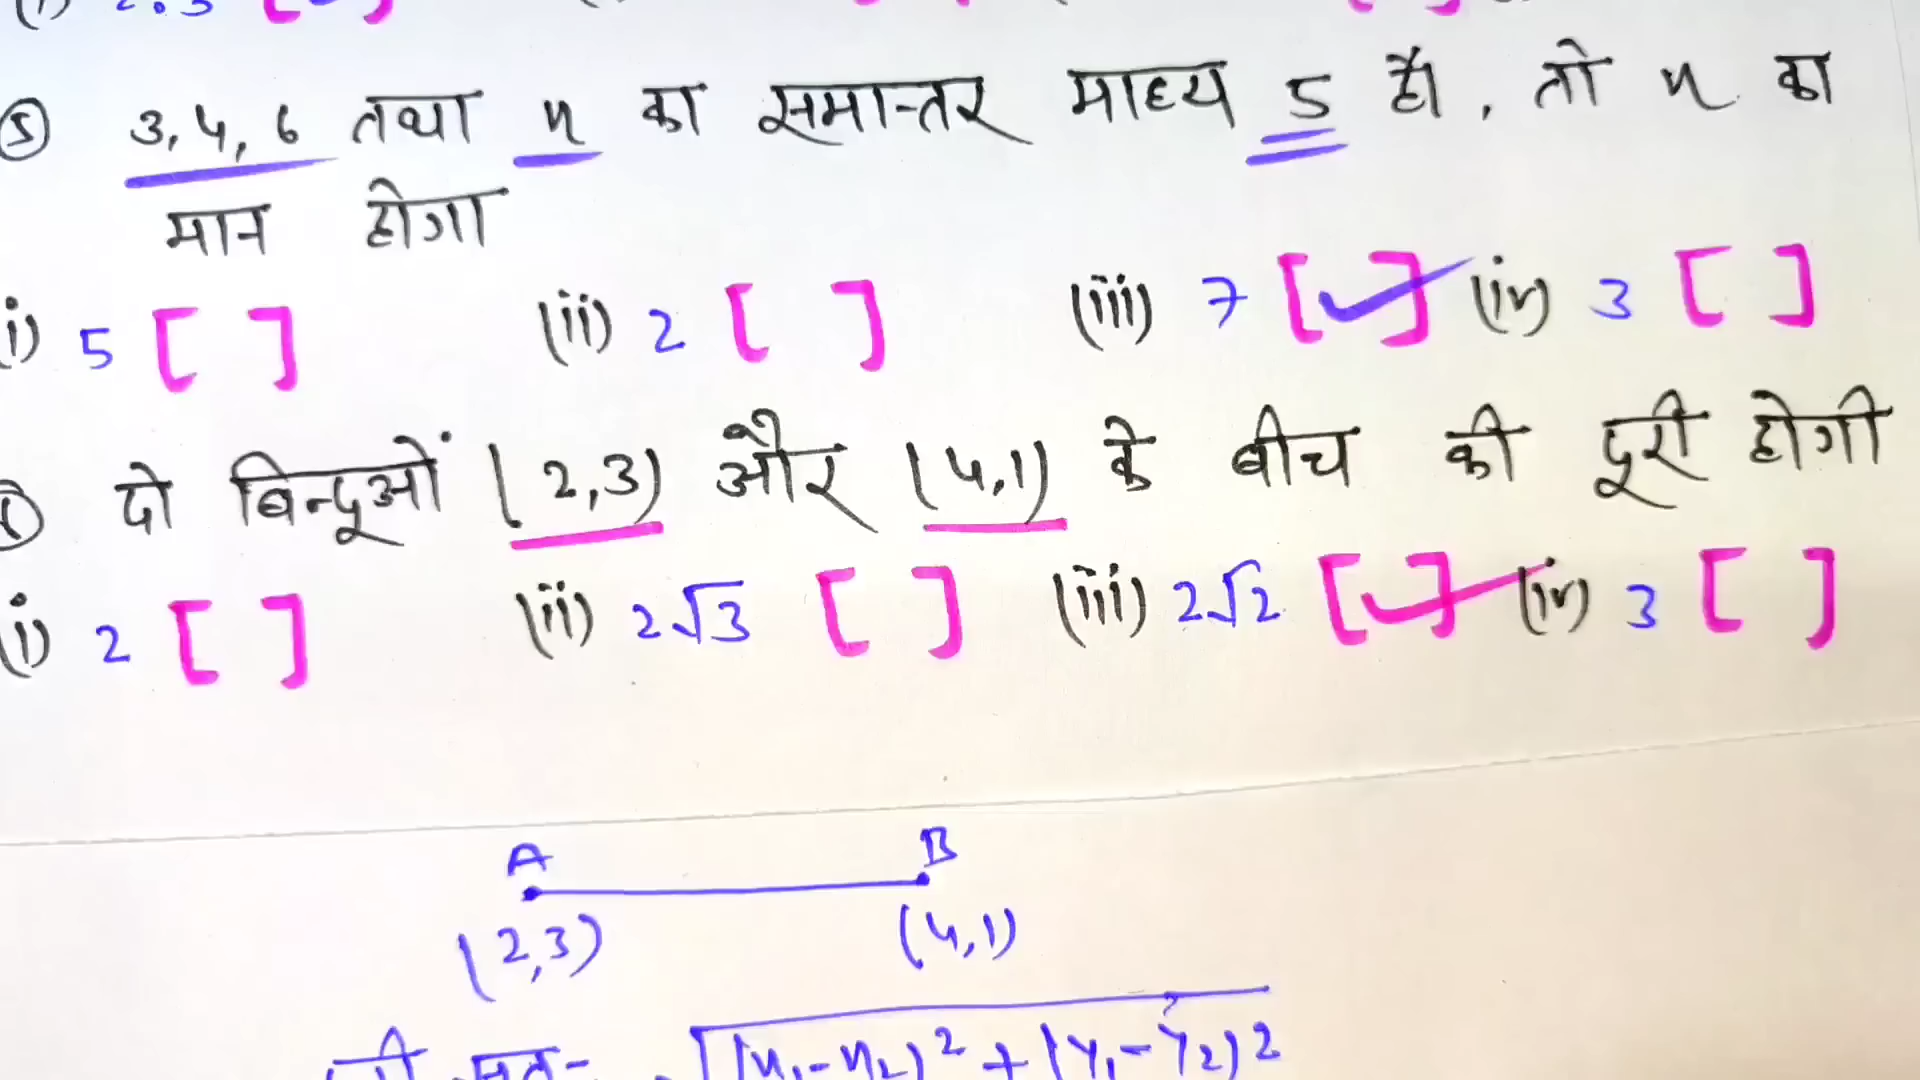 ⑤ 3, 4, 6 तथा x का समान्तर माध्य 5 है, तो x का
मान होगा
i) 5 [ ] (ii) 2 [ ] (iii) 7 [✓] (iv) 3 [ ]
दो बिन्दूओं (2,3) और (4,1) के बीच की दूरी होगी
(i) 2 [ ] (ii) 2√3 [ ] (iii) 2√2 [✓] (iv) 3 [ ]
A B
(2,3) (4,1)
√(x₁-x₂)² + (y₁-y₂)²